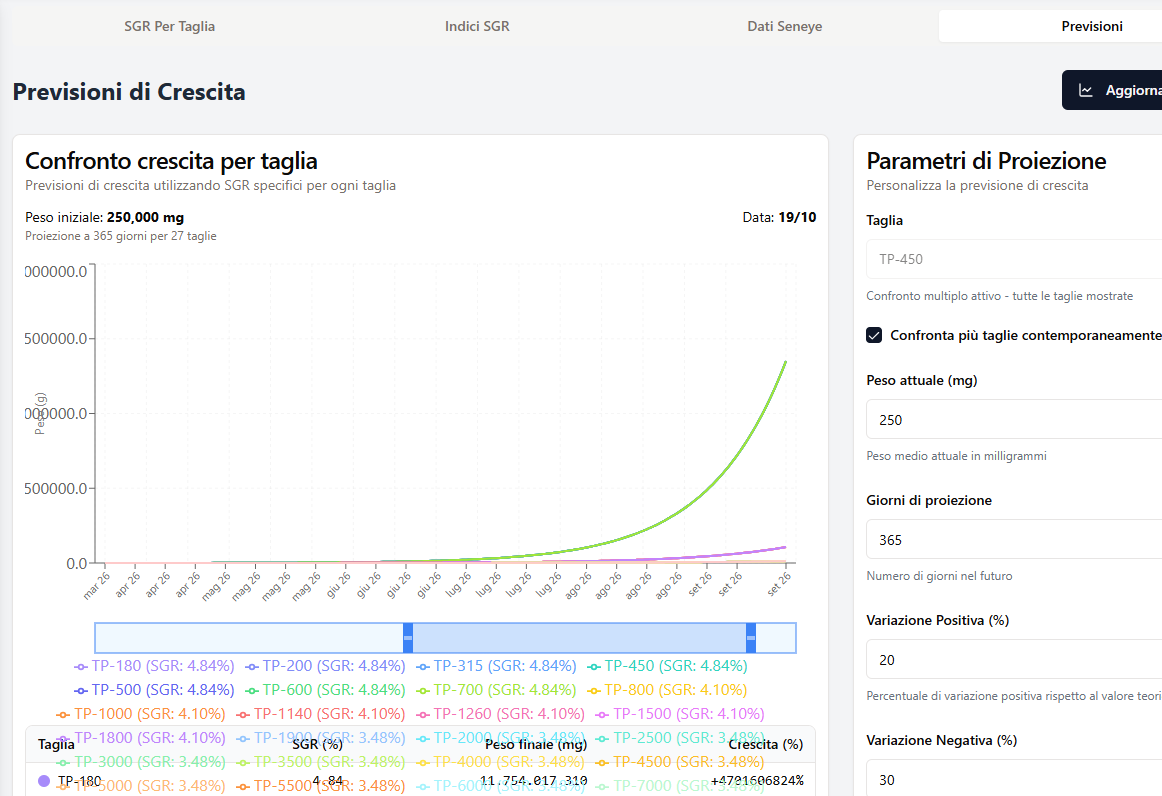 SGR Per Taglia
Indici SGR
Dati Seneye
Previsioni
Previsioni di Crescita
Aggiorna
Confronto crescita per taglia
Previsioni di crescita utilizzando SGR specifici per ogni taglia
Peso iniziale: 250,000 mg
Data: 19/10
Proiezione a 365 giorni per 27 taglie
000000.0
500000.0
000000.0
500000.0
0.0
Peso (g)
mar 26 apr 26 apr 26 apr 26 mag 26 mag 26 mag 26 mag 26 giu 26 giu 26 giu 26 giu 26 lug 26 lug 26 lug 26 lug 26 ago 26 ago 26 ago 26 ago 26 set 26 set 26 set 26
TP-180 (SGR: 4.84%) TP-200 (SGR: 4.84%) TP-315 (SGR: 4.84%) TP-450 (SGR: 4.84%)
TP-500 (SGR: 4.84%) TP-600 (SGR: 4.84%) TP-700 (SGR: 4.84%) TP-800 (SGR: 4.10%)
TP-1000 (SGR: 4.10%) TP-1140 (SGR: 4.10%) TP-1260 (SGR: 4.10%) TP-1500 (SGR: 4.10%)
TP-1800 (SGR: 4.10%) TP-1900 (SGR: 3.48%) TP-2000 (SGR: 3.48%) TP-2500 (SGR: 3.48%)
Taglia SGR (%) Peso finale (mg) Crescita (%)
TP-3000 (SGR: 3.48%) TP-3500 (SGR: 3.48%) TP-4000 (SGR: 3.48%) TP-4500 (SGR: 3.48%)
TP-180 4.84 11.754.017.310 +4701606824%
TP-5000 (SGR: 3.48%) TP-5500 (SGR: 3.48%) TP-6000 (SGR: 3.48%) TP-7000 (SGR: 3.48%)
Parametri di Proiezione
Personalizza la previsione di crescita
Taglia
TP-450
Confronto multiplo attivo - tutte le taglie mostrate
Confronta più taglie contemporaneamente
Peso attuale (mg)
250
Peso medio attuale in milligrammi
Giorni di proiezione
365
Numero di giorni nel futuro
Variazione Positiva (%)
20
Percentuale di variazione positiva rispetto al valore teori
Variazione Negativa (%)
30